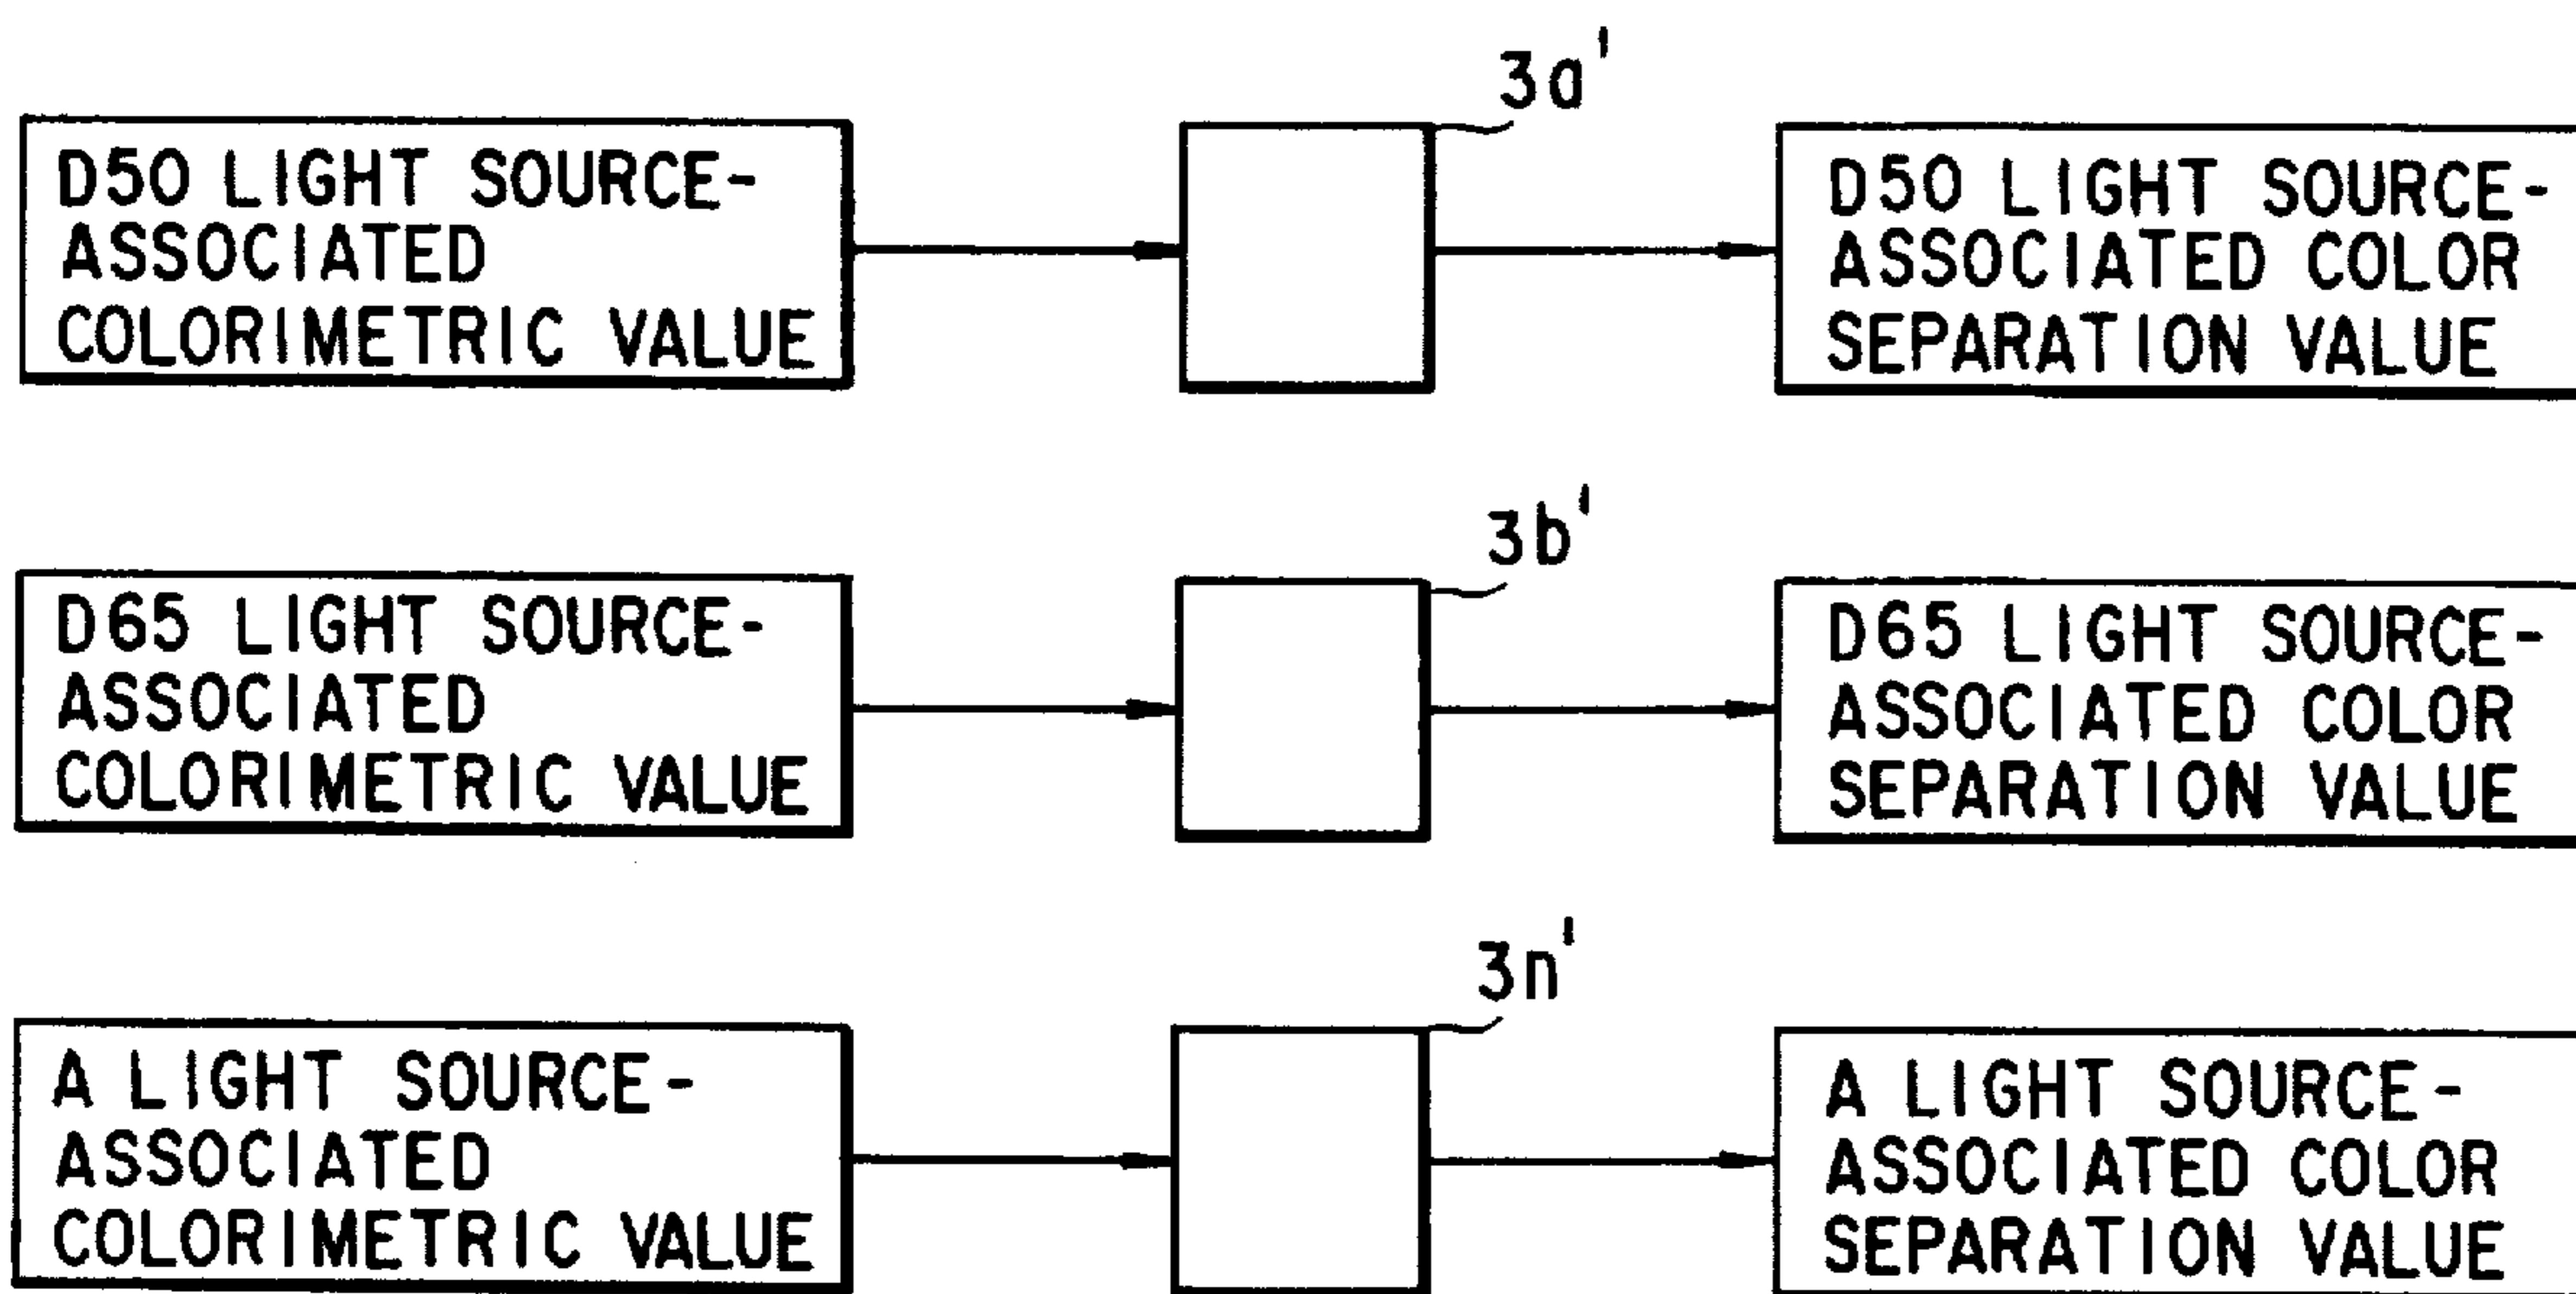 3a'
D50 LIGHT SOURCE-
ASSOCIATED
COLORIMETRIC VALUE
D50 LIGHT SOURCE-
ASSOCIATED COLOR
SEPARATION VALUE
3b'
D65 LIGHT SOURCE-
ASSOCIATED
COLORIMETRIC VALUE
D65 LIGHT SOURCE-
ASSOCIATED COLOR
SEPARATION VALUE
3n'
A LIGHT SOURCE-
ASSOCIATED
COLORIMETRIC VALUE
A LIGHT SOURCE-
ASSOCIATED COLOR
SEPARATION VALUE